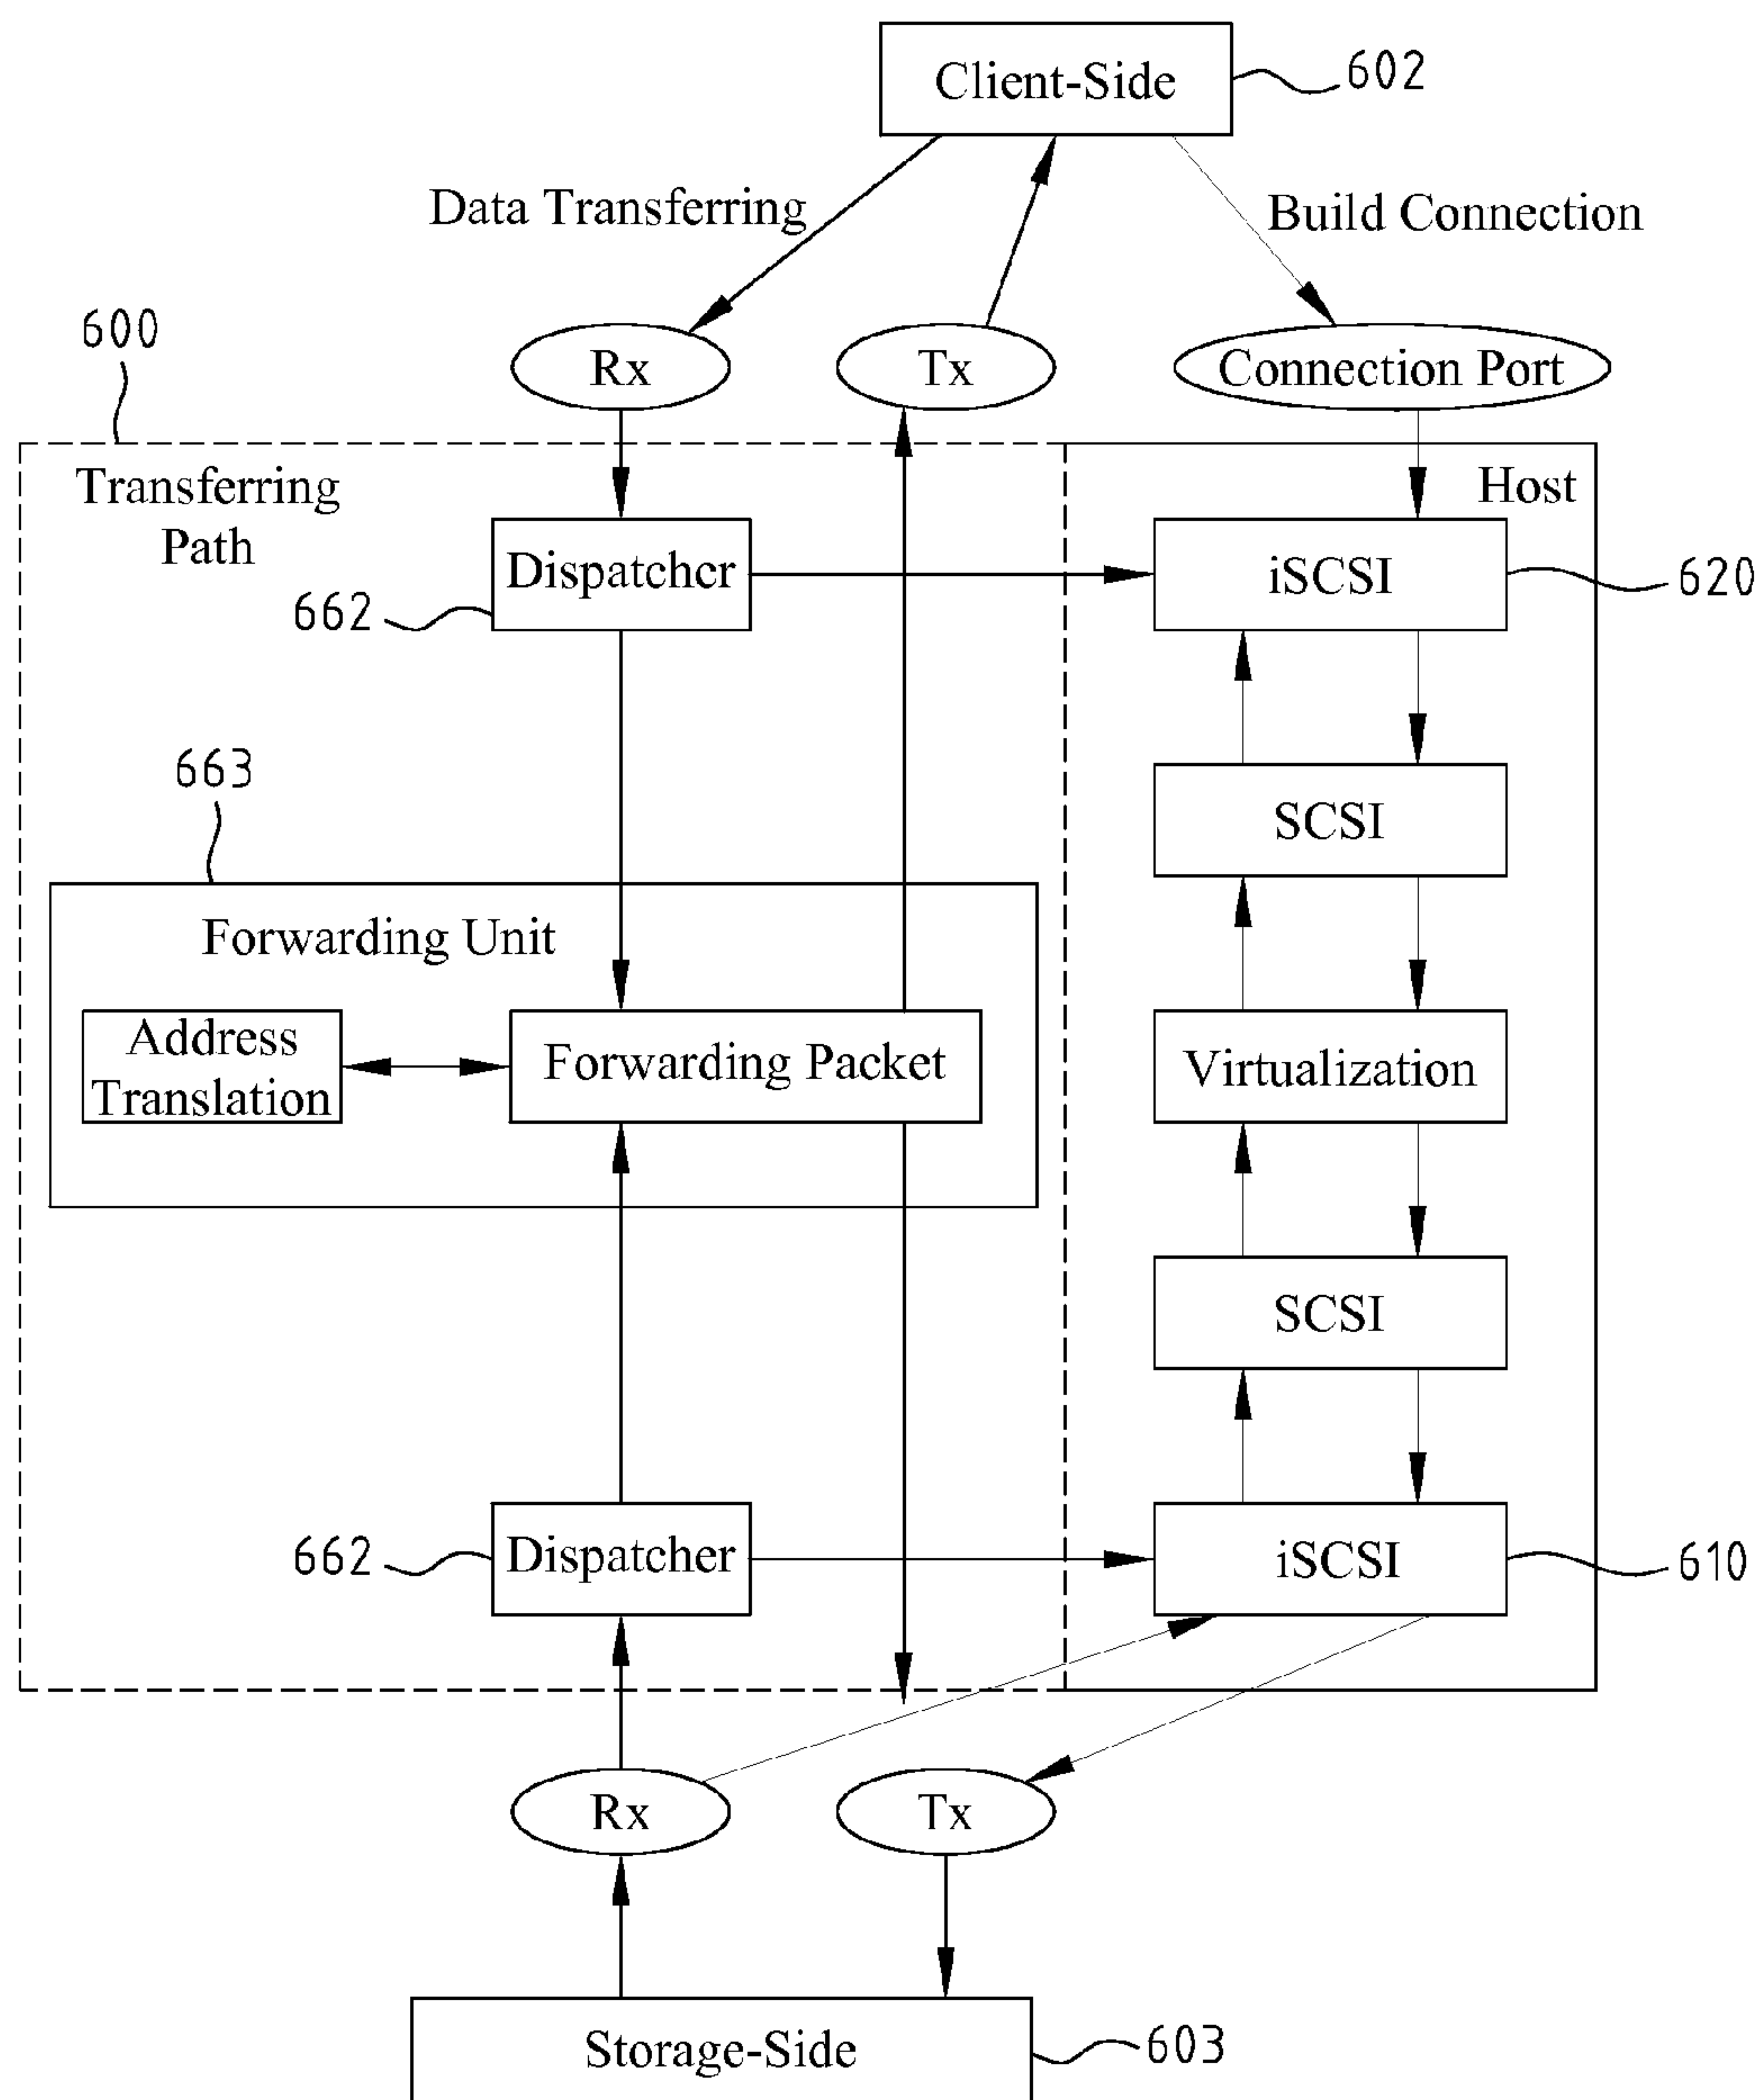 Client-Side
602
Data Transferring
Build Connection
600
Rx
Tx
Connection Port
Transferring
Path
Host
Dispatcher
iSCSI
662
620
663
SCSI
Forwarding Unit
Address
Translation
Forwarding Packet
Virtualization
SCSI
662
Dispatcher
iSCSI
610
Rx
Tx
Storage-Side
603